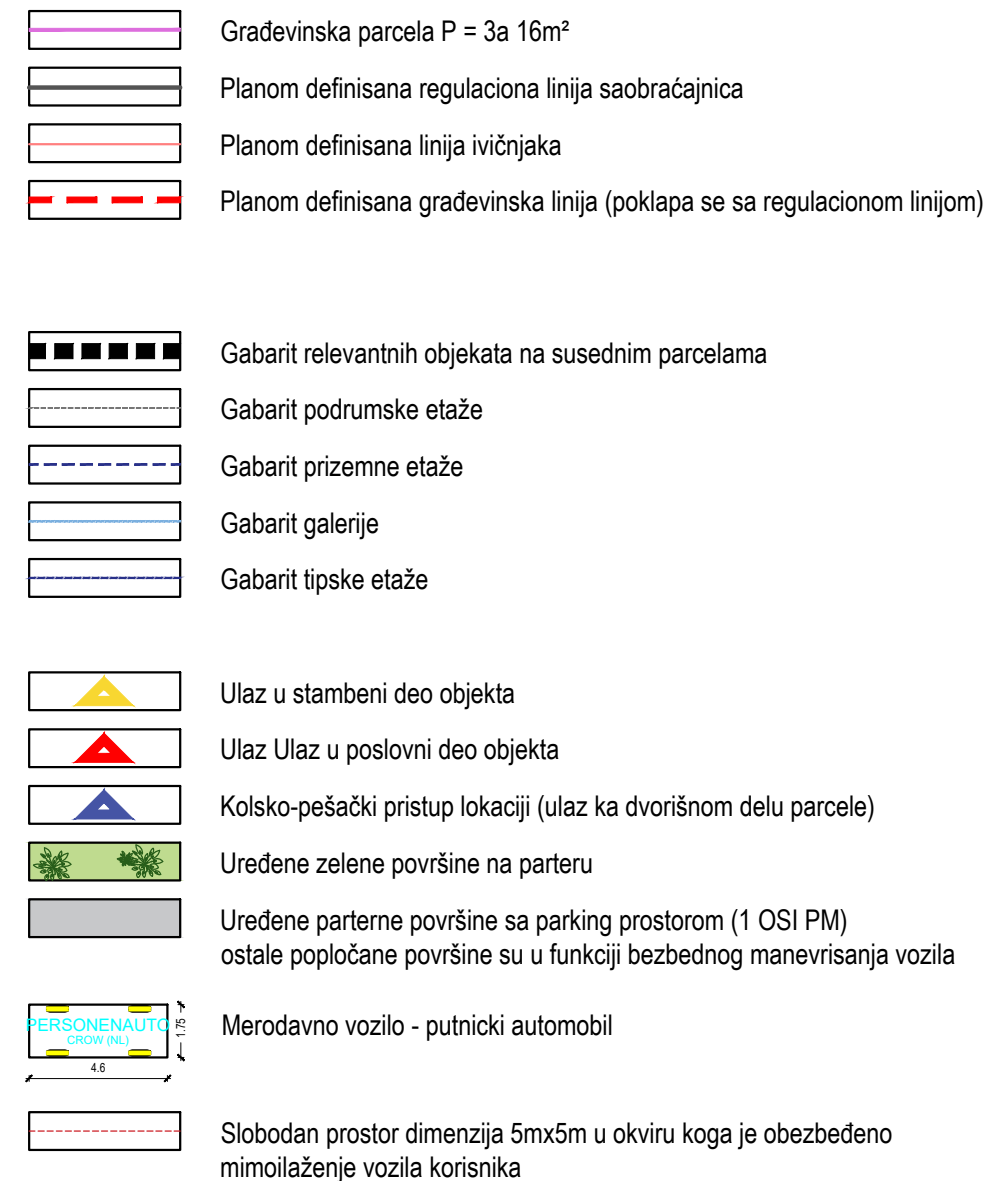 Građevinska parcela P = 3a 16m²
Planom definisana regulaciona linija saobraćajnica
Planom definisana linija ivičnjaka
Planom definisana građevinska linija (poklapa se sa regulacionom linijom)
Gabarit relevantnih objekata na susednim parcelama
Gabarit podrumske etaže
Gabarit prizemne etaže
Gabarit galerije
Gabarit tipske etaže
Ulaz u stambeni deo objekta
Ulaz Ulaz u poslovni deo objekta
Kolsko-pešački pristup lokaciji (ulaz ka dvorišnom delu parcele)
Uređene zelene površine na parteru
Uređene parterne površine sa parking prostorom (1 OSI PM)
ostale popločane površine su u funkciji bezbednog manevrisanja vozila
PERSONENAUTO
CROW (NL)
1.75
4.6
Merodavno vozilo - putnicki automobil
Slobodan prostor dimenzija 5mx5m u okviru koga je obezbeđeno
mimoilaženje vozila korisnika